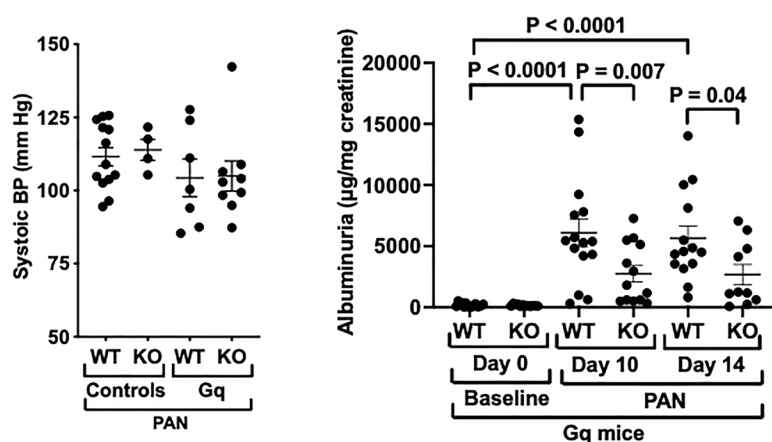 Systoic BP (mm Hg)
150
125
100
75
50
WT KO WT KO
Controls Gq
PAN
Albuminuria (µg/mg creatinine)
20000
15000
10000
5000
0
P < 0.0001
P < 0.0001 P = 0.007
P = 0.04
WT KO WT KO WT KO
Day 0 Day 10 Day 14
Baseline PAN
Gq mice